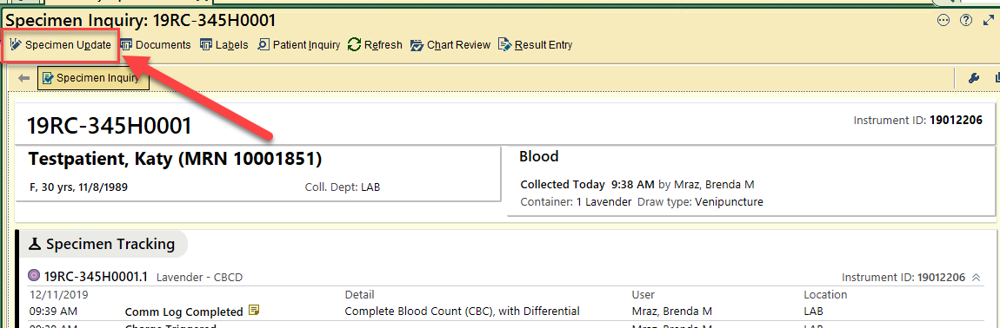 Specimen Inquiry: 19RC-345H0001
Specimen Update Documents Labels Patient Inquiry Refresh Chart Review Result Entry
Specimen Inquiry
19RC-345H0001
Instrument ID: 19012206
Testpatient, Katy (MRN 10001851)
F, 30 yrs, 11/8/1989 Coll. Dept: LAB
Blood
Collected Today 9:38 AM by Mraz, Brenda M
Container: 1 Lavender Draw type: Venipuncture
Specimen Tracking
19RC-345H0001.1 Lavender - CBCD Instrument ID: 19012206
12/11/2019 Detail User Location
09:39 AM Comm Log Completed Complete Blood Count (CBC), with Differential Mraz, Brenda M LAB